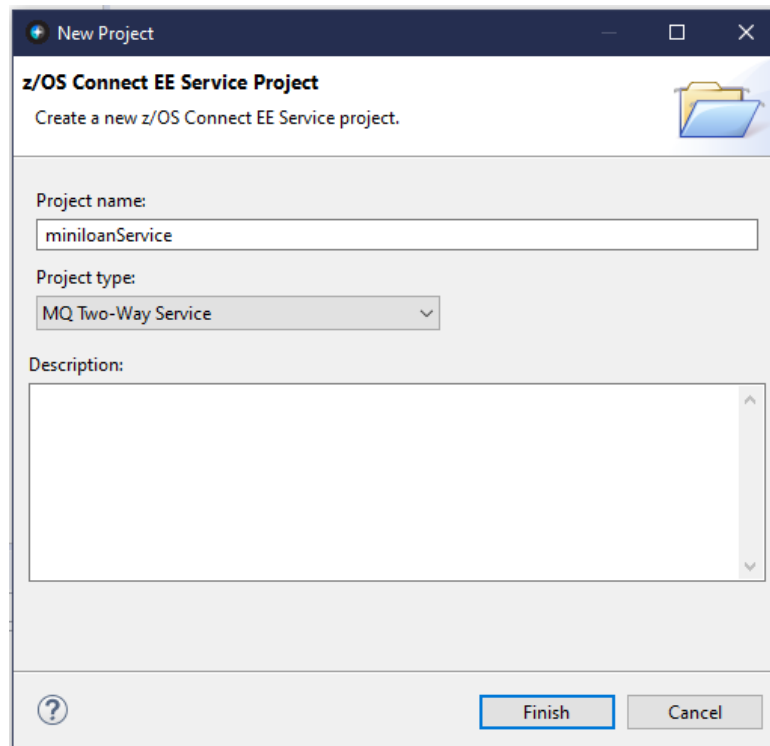 New Project
z/OS Connect EE Service Project
Create a new z/OS Connect EE Service project.
Project name:
miniloanService
Project type:
MQ Two-Way Service
Description:
?
Finish
Cancel